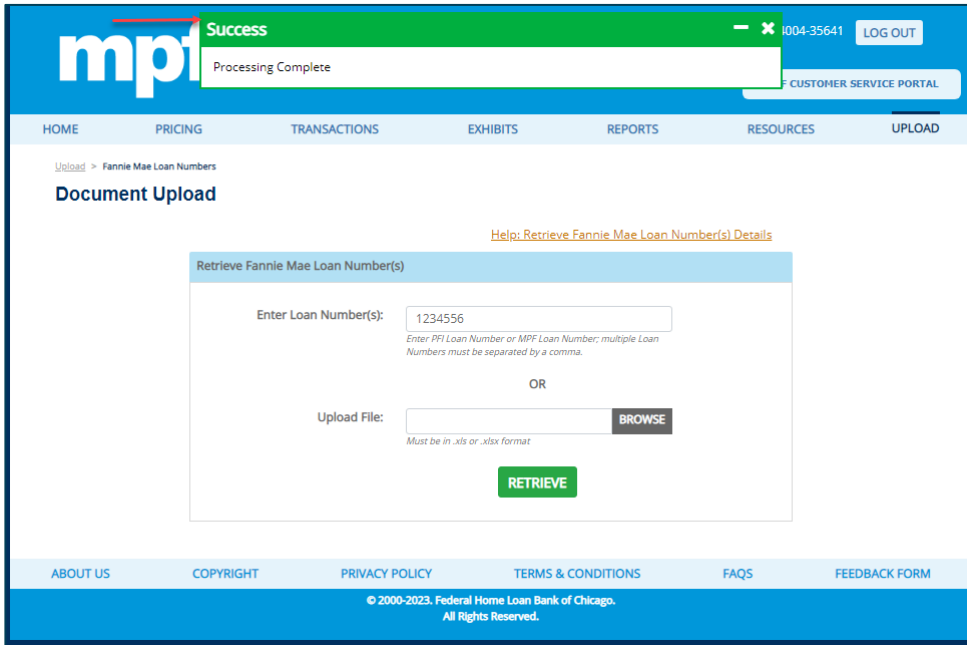 Success
Processing Complete
mpf
004-35641
LOG OUT
CUSTOMER SERVICE PORTAL
HOME PRICING TRANSACTIONS EXHIBITS REPORTS RESOURCES UPLOAD
Upload > Fannie Mae Loan Numbers
Document Upload
Help: Retrieve Fannie Mae Loan Number(s) Details
Retrieve Fannie Mae Loan Number(s)
Enter Loan Number(s): 1234556
Enter PFI Loan Number or MPF Loan Number; multiple Loan
Numbers must be separated by a comma.
OR
Upload File: BROWSE
Must be in .xls or .xlsx format
RETRIEVE
ABOUT US COPYRIGHT PRIVACY POLICY TERMS & CONDITIONS FAQS FEEDBACK FORM
© 2000-2023. Federal Home Loan Bank of Chicago.
All Rights Reserved.